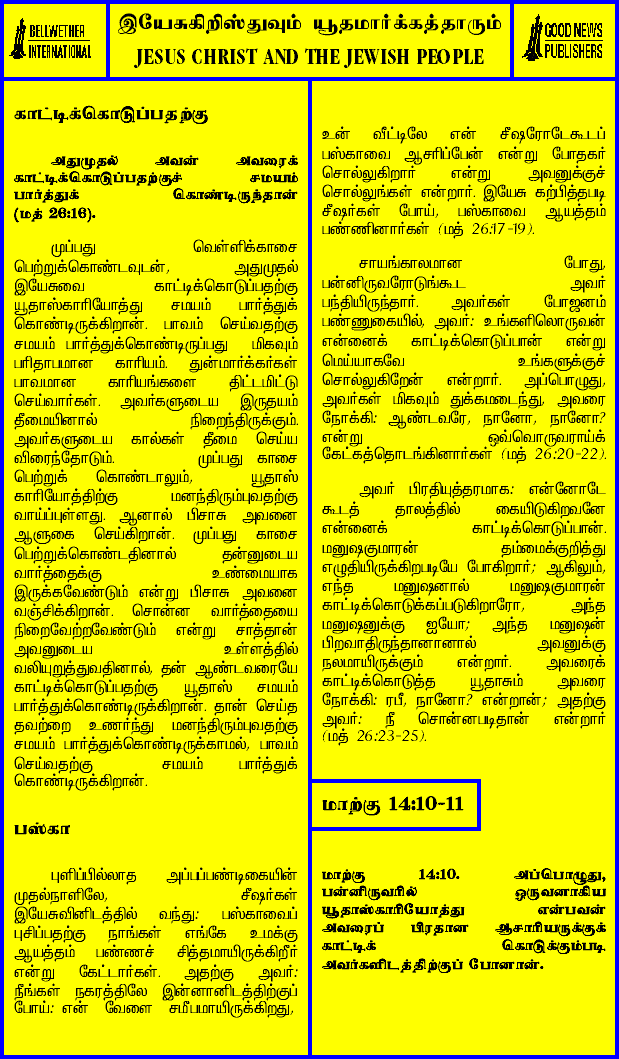 BELLWETHER
INTERNATIONAL
இயேசுகிறிஸ்துவும் யூதமார்க்கத்தாரும்
JESUS CHRIST AND THE JEWISH PEOPLE
GOOD NEWS
PUBLISHERS
காட்டிக்கொடுப்பதற்கு
அதுமுதல் அவன் அவரைக்
காட்டிக்கொடுப்பதற்குச் சமயம்
பார்த்துக் கொண்டிருந்தான்
(மத் 26:16).
முப்பது வெள்ளிக்காசை
பெற்றுக்கொண்டவுடன், அதுமுதல்
இயேசுவை காட்டிக்கொடுப்பதற்கு
யூதாஸ்காரியோத்து சமயம் பார்த்துக்
கொண்டிருக்கிறான். பாவம் செய்வதற்கு
சமயம் பார்த்துக்கொண்டிருப்பது மிகவும்
பரிதாபமான காரியம். துன்மார்க்கர்கள்
பாவமான காரியங்களை திட்டமிட்டு
செய்வார்கள். அவர்களுடைய இருதயம்
தீமையினால் நிறைந்திருக்கும்.
அவர்களுடைய கால்கள் தீமை செய்ய
விரைந்தோடும். முப்பது காசை
பெற்றுக் கொண்டாலும், யூதாஸ்
காரியோத்திற்கு மனந்திரும்புவதற்கு
வாய்ப்புள்ளது. ஆனால் பிசாசு அவனை
ஆளுகை செய்கிறான். முப்பது காசை
பெற்றுக்கொண்டதினால் தன்னுடைய
வார்த்தைக்கு உண்மையாக
இருக்கவேண்டும் என்று பிசாசு அவனை
வஞ்சிக்கிறான். சொன்ன வார்த்தையை
நிறைவேற்றவேண்டும் என்று சாத்தான்
அவனுடைய உள்ளத்தில்
வலியுறுத்துவதினால், தன் ஆண்டவரையே
காட்டிக்கொடுப்பதற்கு யூதாஸ் சமயம்
பார்த்துக்கொண்டிருக்கிறான். தான் செய்த
தவற்றை உணர்ந்து மனந்திரும்புவதற்கு
சமயம் பார்த்துக்கொண்டிருக்காமல், பாவம்
செய்வதற்கு சமயம் பார்த்துக்
கொண்டிருக்கிறான்.
பஸ்கா
புளிப்பில்லாத அப்பப்பண்டிகையின்
முதல்நாளிலே, சீஷர்கள்
இயேசுவினிடத்தில் வந்து: பஸ்காவைப்
புசிப்பதற்கு நாங்கள் எங்கே உமக்கு
ஆயத்தம் பண்ணச் சித்தமாயிருக்கிறீர்
என்று கேட்டார்கள். அதற்கு அவர்:
நீங்கள் நகரத்திலே இன்னானிடத்திற்குப்
போய்: என் வேளை சமீபமாயிருக்கிறது,
உன் வீட்டிலே என் சீஷரோடேகூடப்
பஸ்காவை ஆசரிப்பேன் என்று போதகர்
சொல்லுகிறார் என்று அவனுக்குச்
சொல்லுங்கள் என்றார். இயேசு கற்பித்தபடி
சீஷர்கள் போய், பஸ்காவை ஆயத்தம்
பண்ணினார்கள் (மத் 26:17-19).
சாயங்காலமான போது,
பன்னிருவரோடுங்கூட அவர்
பந்தியிருந்தார். அவர்கள் போஜனம்
பண்ணுகையில், அவர்: உங்களிலொருவன்
என்னைக் காட்டிக்கொடுப்பான் என்று
மெய்யாகவே உங்களுக்குச்
சொல்லுகிறேன் என்றார். அப்பொழுது,
அவர்கள் மிகவும் துக்கமடைந்து, அவரை
நோக்கி: ஆண்டவரே, நானோ, நானோ?
என்று ஒவ்வொருவராய்க்
கேட்கத்தொடங்கினார்கள் (மத் 26:20-22).
அவர் பிரதியுத்தரமாக: என்னோடே
கூடத் தாலத்தில் கையிடுகிறவனே
என்னைக் காட்டிக்கொடுப்பான்.
மனுஷகுமாரன் தம்மைக்குறித்து
எழுதியிருக்கிறபடியே போகிறார்; ஆகிலும்,
எந்த மனுஷனால் மனுஷகுமாரன்
காட்டிக்கொடுக்கப்படுகிறாரோ, அந்த
மனுஷனுக்கு ஐயோ; அந்த மனுஷன்
பிறவாதிருந்தானானால் அவனுக்கு
நலமாயிருக்கும் என்றார். அவரைக்
காட்டிக்கொடுத்த யூதாசும் அவரை
நோக்கி: ரபீ, நானோ? என்றான்; அதற்கு
அவர்: நீ சொன்னபடிதான் என்றார்
(மத் 26:23-25).
மாற்கு 14:10-11
மாற்கு 14:10. அப்பொழுது,
பன்னிருவரில் ஒருவனாகிய
யூதாஸ்காரியோத்து என்பவன்
அவரைப் பிரதான ஆசாரியருக்குக்
காட்டிக் கொடுக்கும்படி
அவர்களிடத்திற்குப் போனான்.